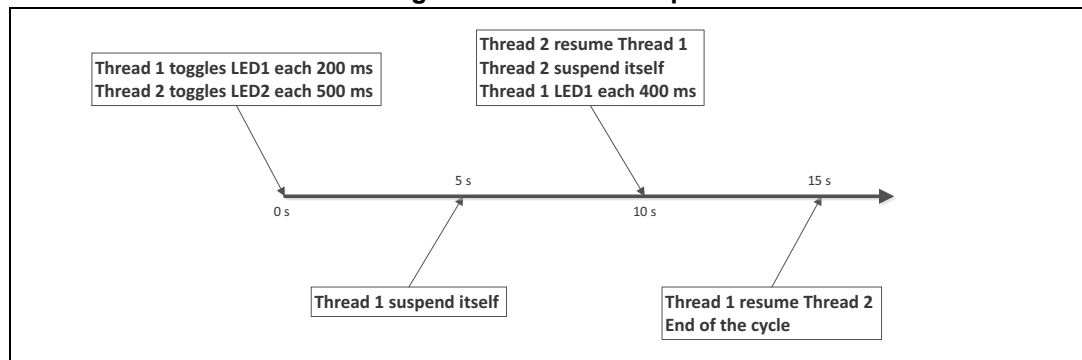 Thread 1 toggles LED1 each 200 ms
Thread 2 toggles LED2 each 500 ms
Thread 2 resume Thread 1
Thread 2 suspend itself
Thread 1 LED1 each 400 ms
5 s
15 s
0 s
10 s
Thread 1 suspend itself
Thread 1 resume Thread 2
End of the cycle